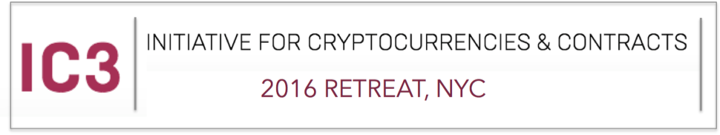 IC3
INITIATIVE FOR CRYPTOCURRENCIES & CONTRACTS
2016 RETREAT, NYC